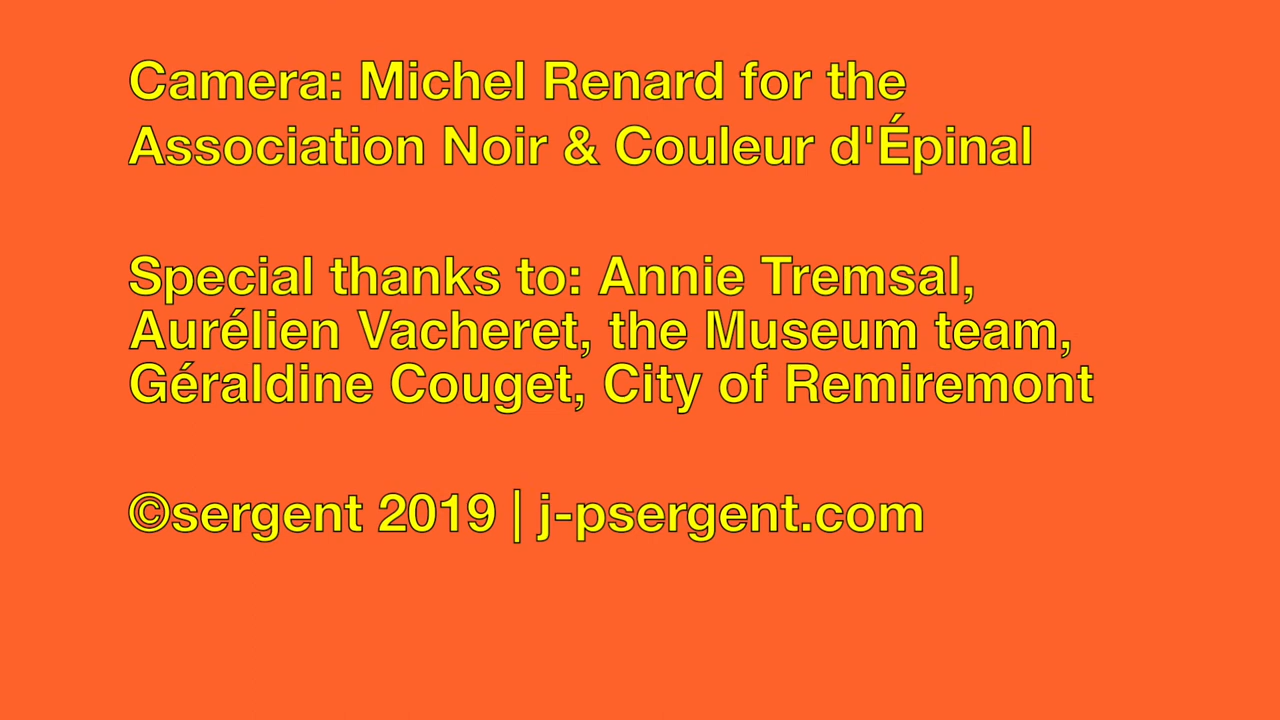 Camera: Michel Renard for the
Association Noir & Couleur d'Épinal
Special thanks to: Annie Tremsal,
Aurélien Vacheret, the Museum team,
Géraldine Couget, City of Remiremont
©sergent 2019 | j-psergent.com